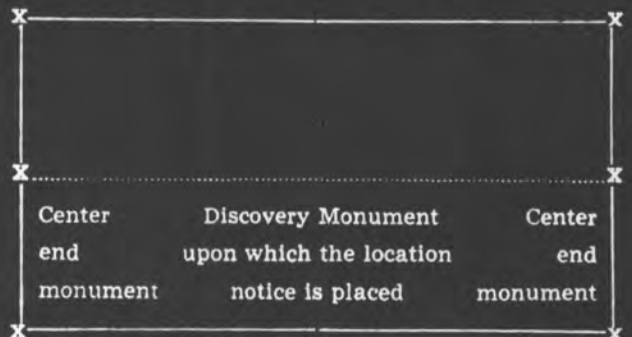 X X
X X
Center Discovery Monument Center
end upon which the location end
monument notice is placed monument
X X